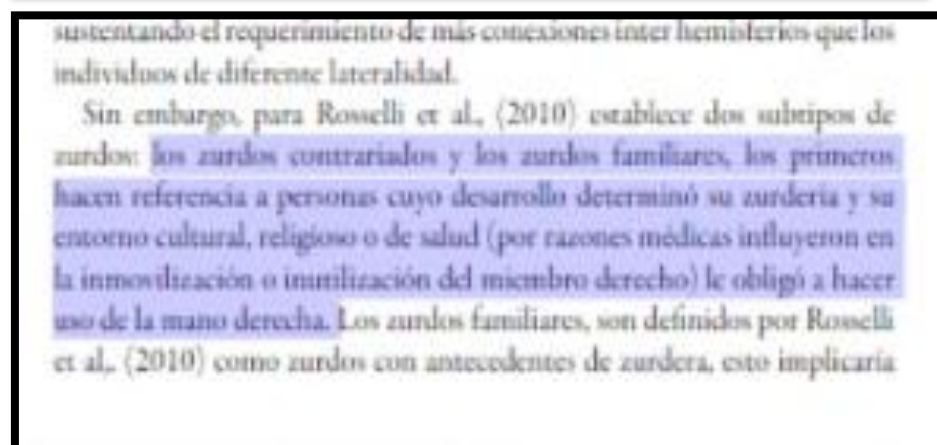 sustentando el requerimiento de más conexiones inter hemisferios que los
individuos de diferente lateralidad.
Sin embargo, para Rosselli et al., (2010) establece dos subtipos de
zurdos: los zurdos contrariados y los zurdos familiares, los primeros
hacen referencia a personas cuyo desarrollo determinó su zurdería y su
entorno cultural, religioso o de salud (por razones médicas influyeron en
la inmovilización o inutilización del miembro derecho) le obligó a hacer
uso de la mano derecha. Los zurdos familiares, son definidos por Rosselli
et al., (2010) como zurdos con antecedentes de zurdera, esto implicaría